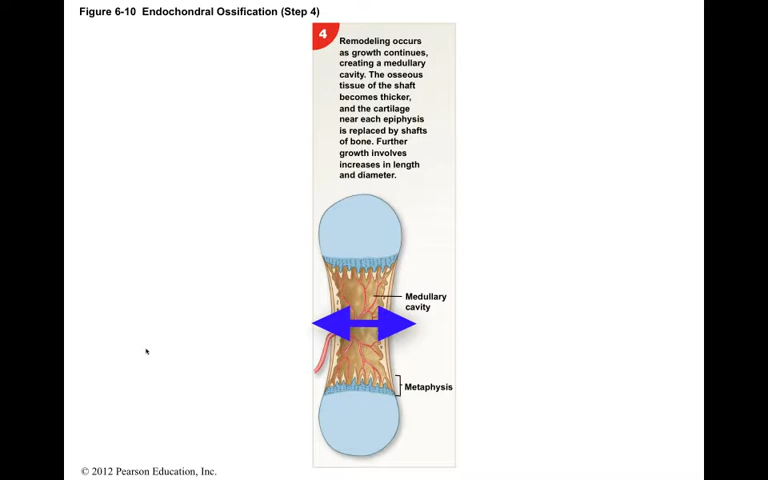 Figure 6-10 Endochondral Ossification (Step 4)
4
Remodeling occurs
as growth continues,
creating a medullary
cavity. The osseous
tissue of the shaft
becomes thicker,
and the cartilage
near each epiphysis
is replaced by shafts
of bone. Further
growth involves
increases in length
and diameter.
Medullary
cavity
Metaphysis
© 2012 Pearson Education, Inc.